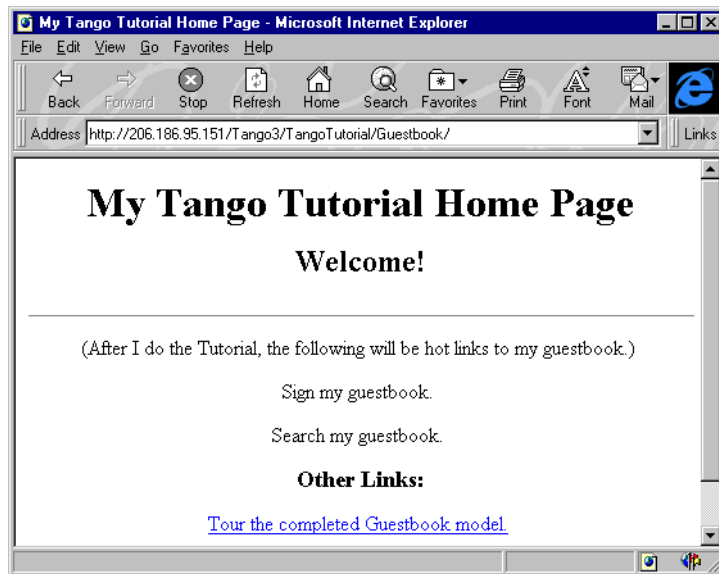 My Tango Tutorial Home Page - Microsoft Internet Explorer
File Edit View Go Favorites Help
Back Forward Stop Refresh Home Search Favorites Print Font Mail
Address http://206.186.95.151/Tango3/TangoTutorial/Guestbook/ Links
My Tango Tutorial Home Page
Welcome!
(After I do the Tutorial, the following will be hot links to my guestbook.)
Sign my guestbook.
Search my guestbook.
Other Links:
Tour the completed Guestbook model.